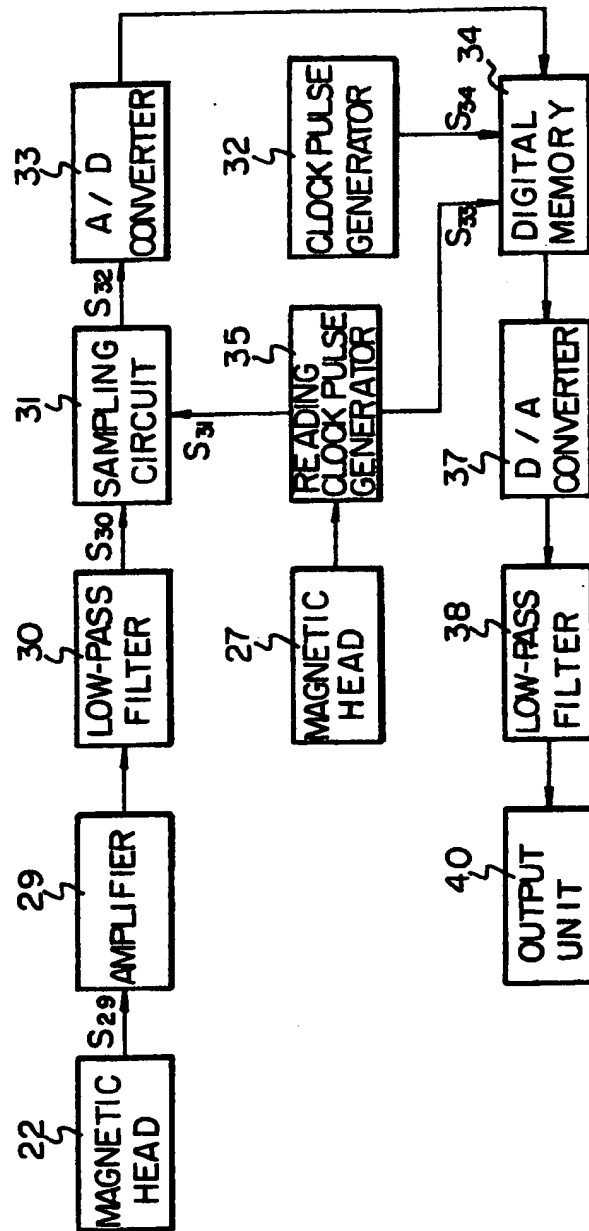 22
MAGNETIC
HEAD
S29
29
AMPLIFIER
30
LOW-PASS
FILTER
S30
31
SAMPLING
CIRCUIT
S32
33
A / D
CONVERTER
S31
27
MAGNETIC
HEAD
35
READING
CLOCK PULSE
GENERATOR
32
CLOCK PULSE
GENERATOR
S33
S34
34
DIGITAL
MEMORY
37
D / A
CONVERTER
38
LOW-PASS
FILTER
40
OUTPUT
UNIT